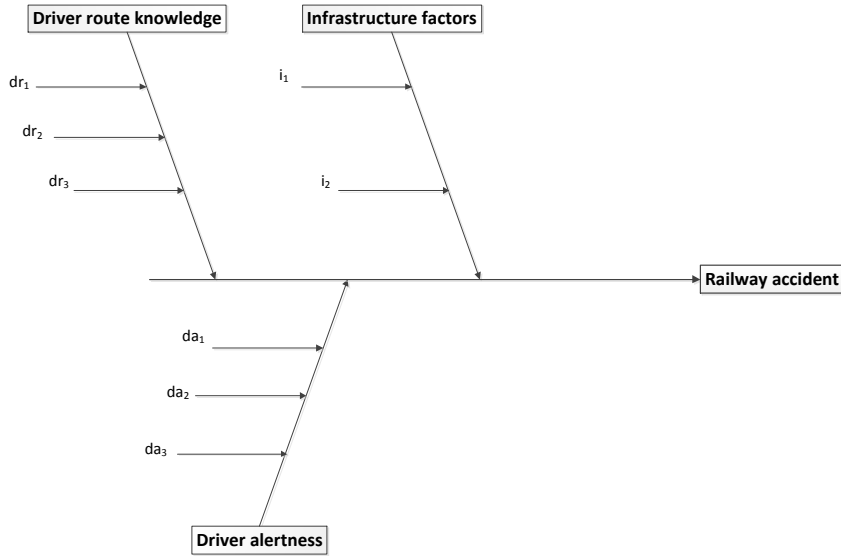 Driver route knowledge
Infrastructure factors
dr₁
i₁
dr₂
dr₃
i₂
Railway accident
da₁
da₂
da₃
Driver alertness